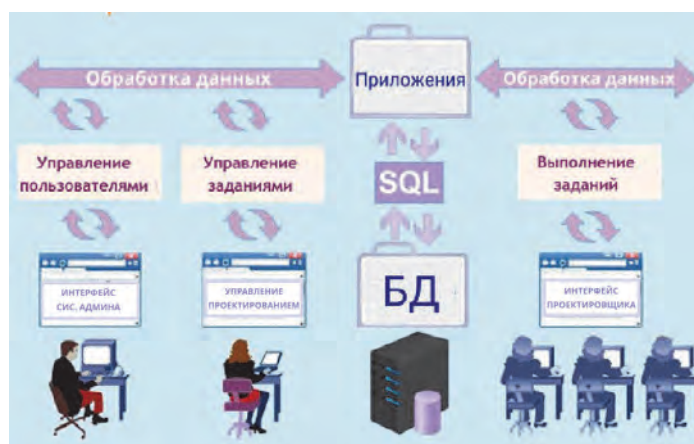 Обработка данных
Приложения
Обработка данных
Управление
пользователями
Управление
заданиями
SQL
Выполнение
заданий
ИНТЕРФЕЙС
СИС. АДМИНА
УПРАВЛЕНИЕ
ПРОЕКТИРОВАНИЕМ
БД
ИНТЕРФЕЙС
ПРОЕКТИРОВЩИКА